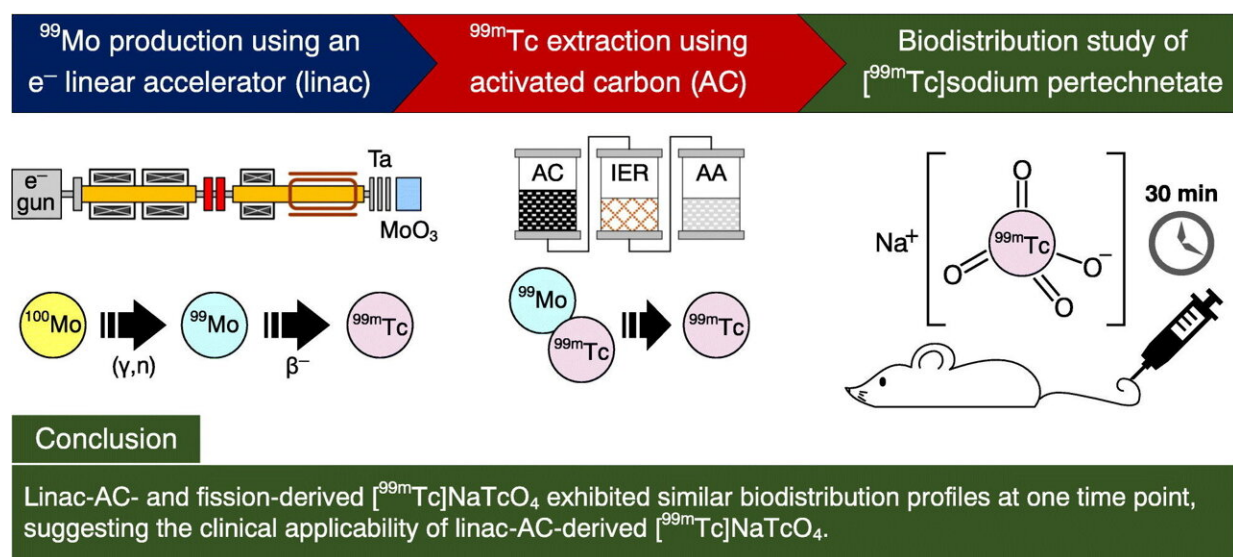 ⁹⁹Mo production using an
e⁻ linear accelerator (linac)
⁹⁹ᵐTc extraction using
activated carbon (AC)
Biodistribution study of
[⁹⁹ᵐTc]sodium pertechnetate
e⁻
gun
Ta
MoO₃
¹⁰⁰Mo
(γ,n)
⁹⁹Mo
β⁻
⁹⁹ᵐTc
AC
IER
AA
⁹⁹Mo
⁹⁹ᵐTc
⁹⁹ᵐTc
Na⁺
O
O
⁹⁹ᵐTc
O⁻
O
30 min
Conclusion
Linac-AC- and fission-derived [⁹⁹ᵐTc]NaTcO₄ exhibited similar biodistribution profiles at one time point,
suggesting the clinical applicability of linac-AC-derived [⁹⁹ᵐTc]NaTcO₄.